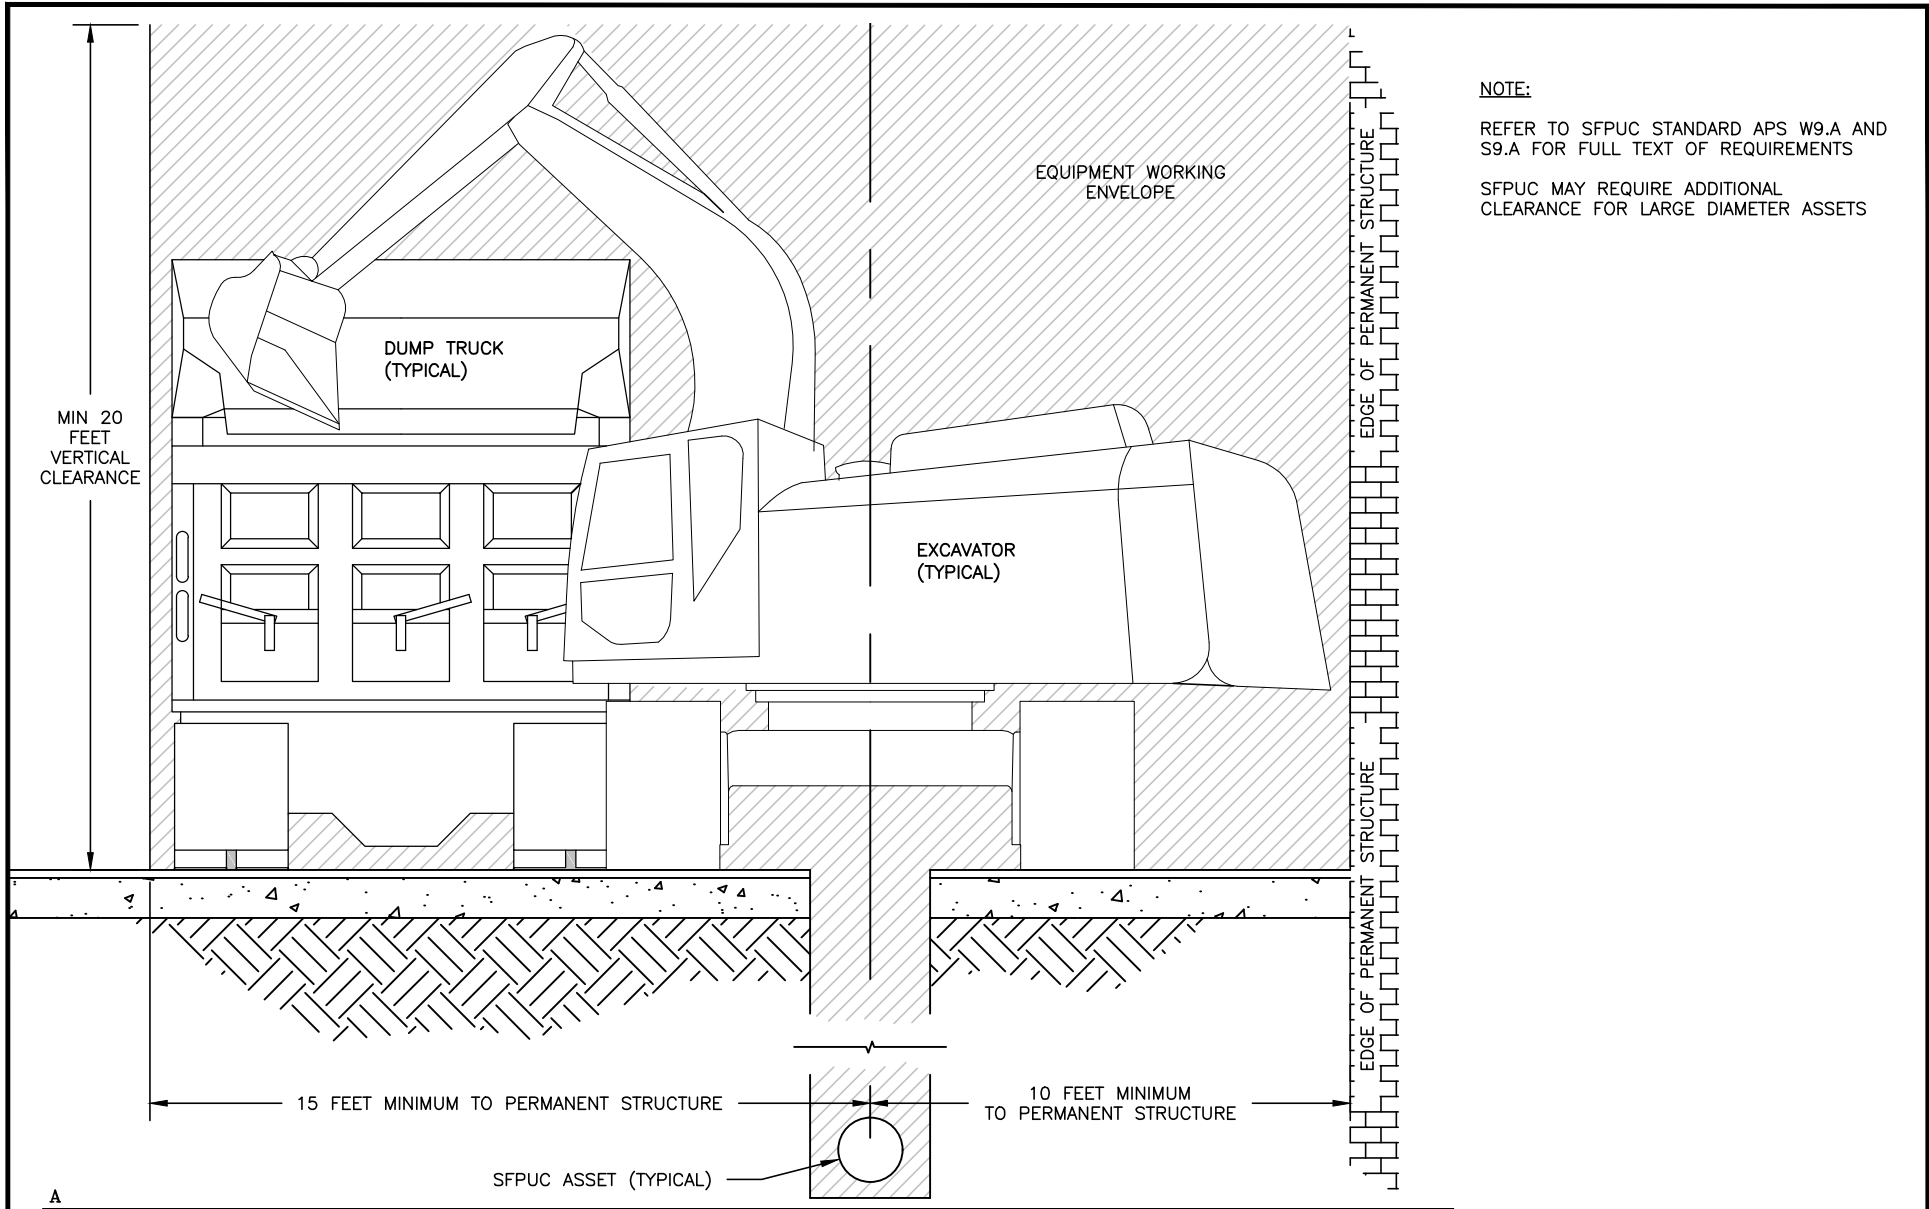 NOTE:
REFER TO SFPUC STANDARD APS W9.A AND
S9.A FOR FULL TEXT OF REQUIREMENTS
SFPUC MAY REQUIRE ADDITIONAL
CLEARANCE FOR LARGE DIAMETER ASSETS
EQUIPMENT WORKING
ENVELOPE
EDGE OF PERMANENT STRUCTURE
DUMP TRUCK
(TYPICAL)
MIN 20
FEET
VERTICAL
CLEARANCE
EXCAVATOR
(TYPICAL)
EDGE OF PERMANENT STRUCTURE
15 FEET MINIMUM TO PERMANENT STRUCTURE
10 FEET MINIMUM
TO PERMANENT STRUCTURE
SFPUC ASSET (TYPICAL)
A